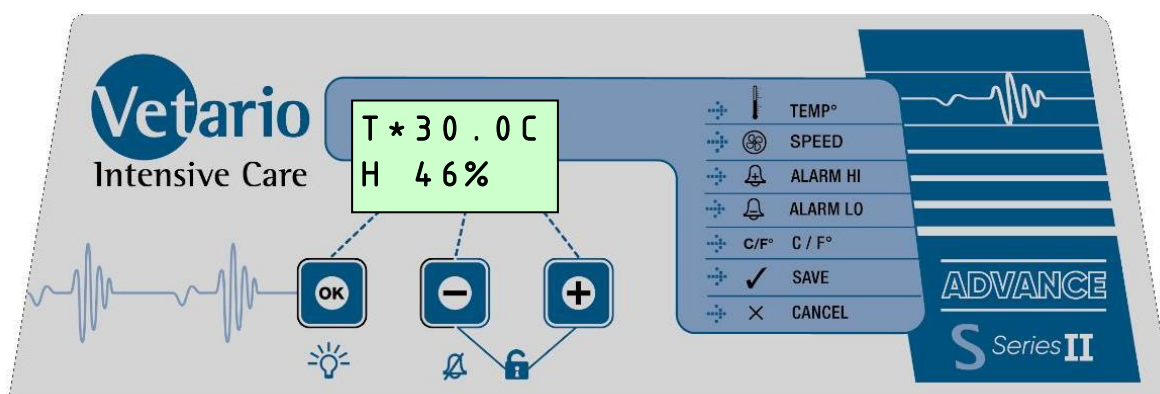 Vetario
Intensive Care
T*30.0C
H 46%
OK
TEMP°
SPEED
ALARM HI
ALARM LO
C/F° C / F°
SAVE
CANCEL
ADVANCE
S Series II